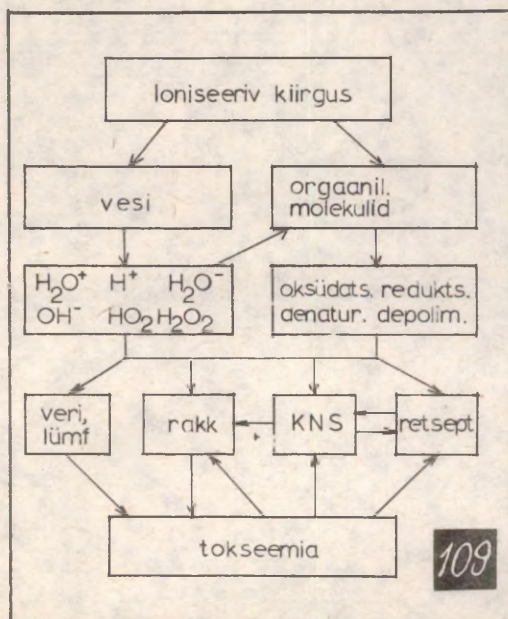 Ioniseeriv kiirgus
vesi
orgaanil.
molekulid
H₂O⁺ H⁺ H₂O⁻
OH⁻ HO₂ H₂O₂
oksüdats. redukts.
denatur. depolim.
veri,
lümf
rakk
KNS
retsept
tokseemia
109